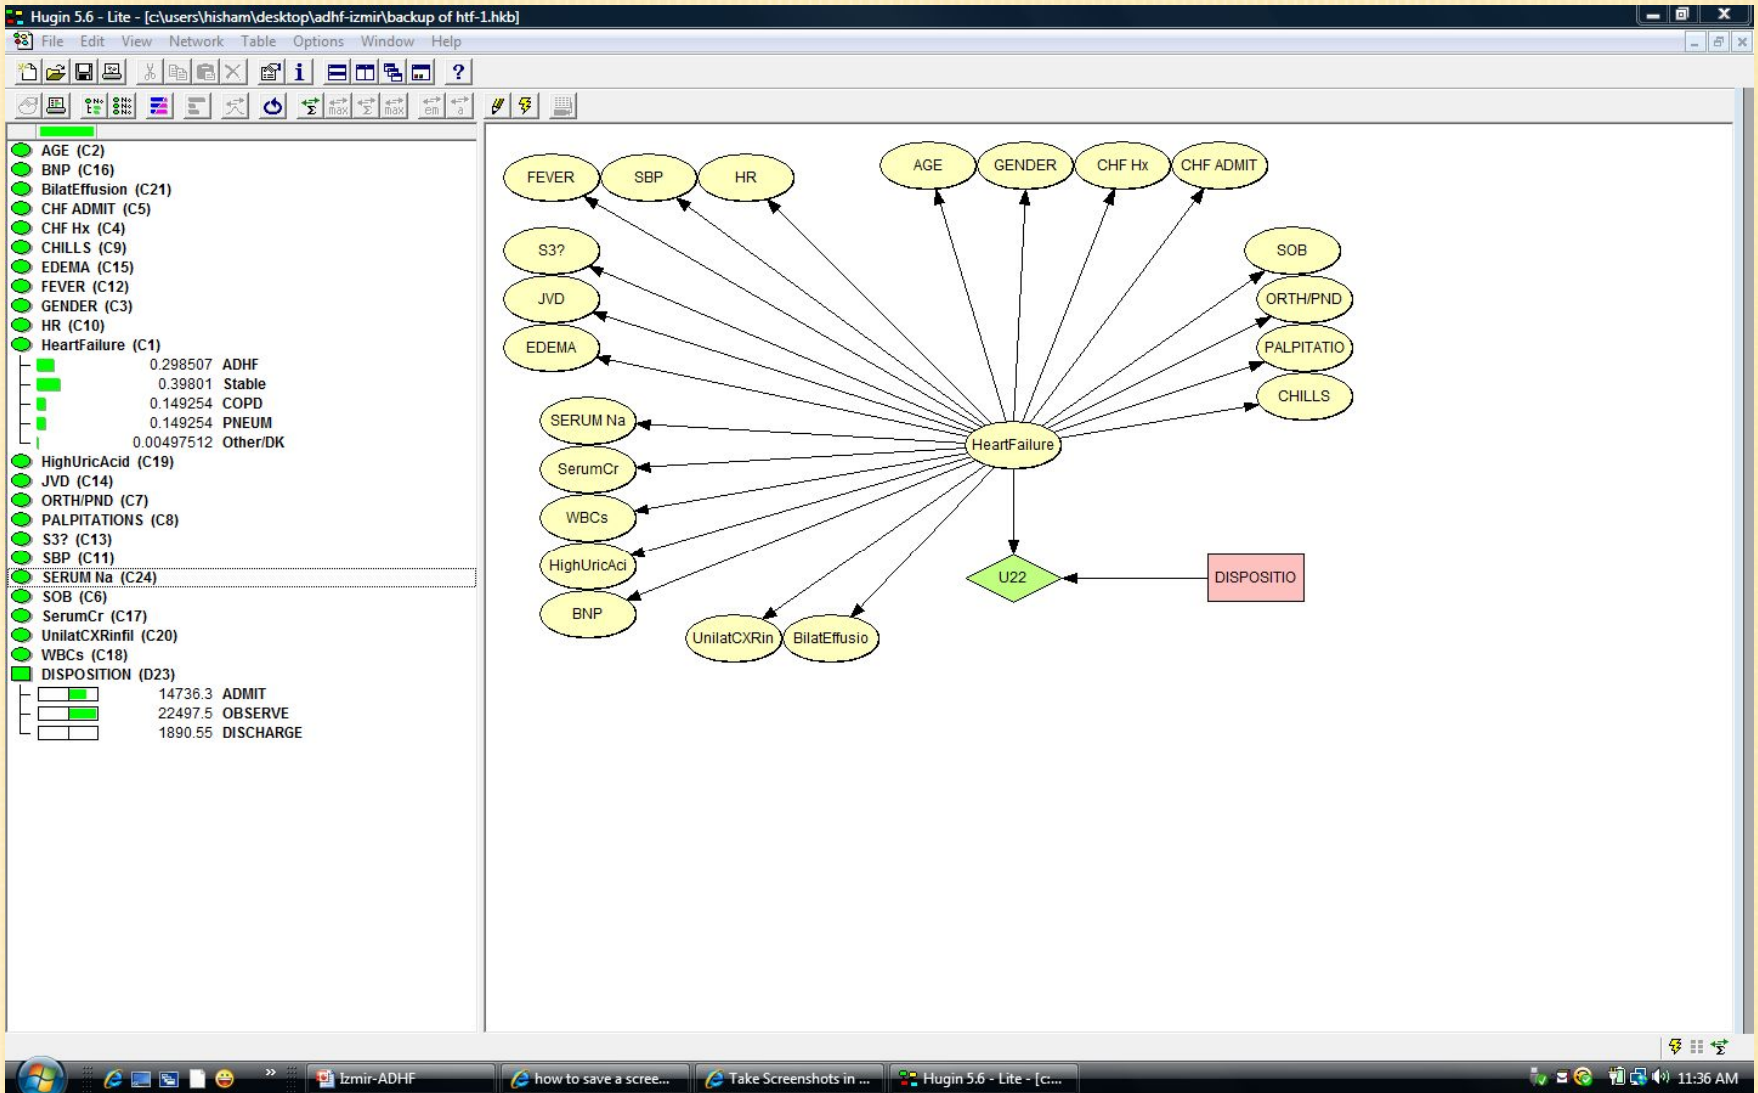 Hugin 5.6 - Lite - [c:\users\hisham\desktop\adhf-izmir\backup of htf-1.hkb]
File Edit View Network Table Options Window Help
AGE (C2)
BNP (C16)
BilatEffusion (C21)
CHF ADMIT (C5)
CHF Hx (C4)
CHILLS (C9)
EDEMA (C15)
FEVER (C12)
GENDER (C3)
HR (C10)
HeartFailure (C1)
0.298507 ADHF
0.39801 Stable
0.149254 COPD
0.149254 PNEUM
0.00497512 Other/DK
HighUricAcid (C19)
JVD (C14)
ORTH/PND (C7)
PALPITATIONS (C8)
S3? (C13)
SBP (C11)
SERUM Na (C24)
SOB (C6)
SerumCr (C17)
UnilatCXRinfil (C20)
WBCs (C18)
DISPOSITION (D23)
14736.3 ADMIT
22497.5 OBSERVE
1890.55 DISCHARGE
FEVER SBP HR
AGE GENDER CHF Hx CHF ADMIT
S3?
JVD
EDEMA
SOB
ORTH/PND
PALPITATIO
CHILLS
HeartFailure
SERUM Na
SerumCr
WBCs
HighUricAci
BNP
UnilatCXRin BilatEffusio
U22
DISPOSITIO
Izmir-ADHF
how to save a scree...
Take Screenshots in ...
Hugin 5.6 - Lite - [c:...
11:36 AM